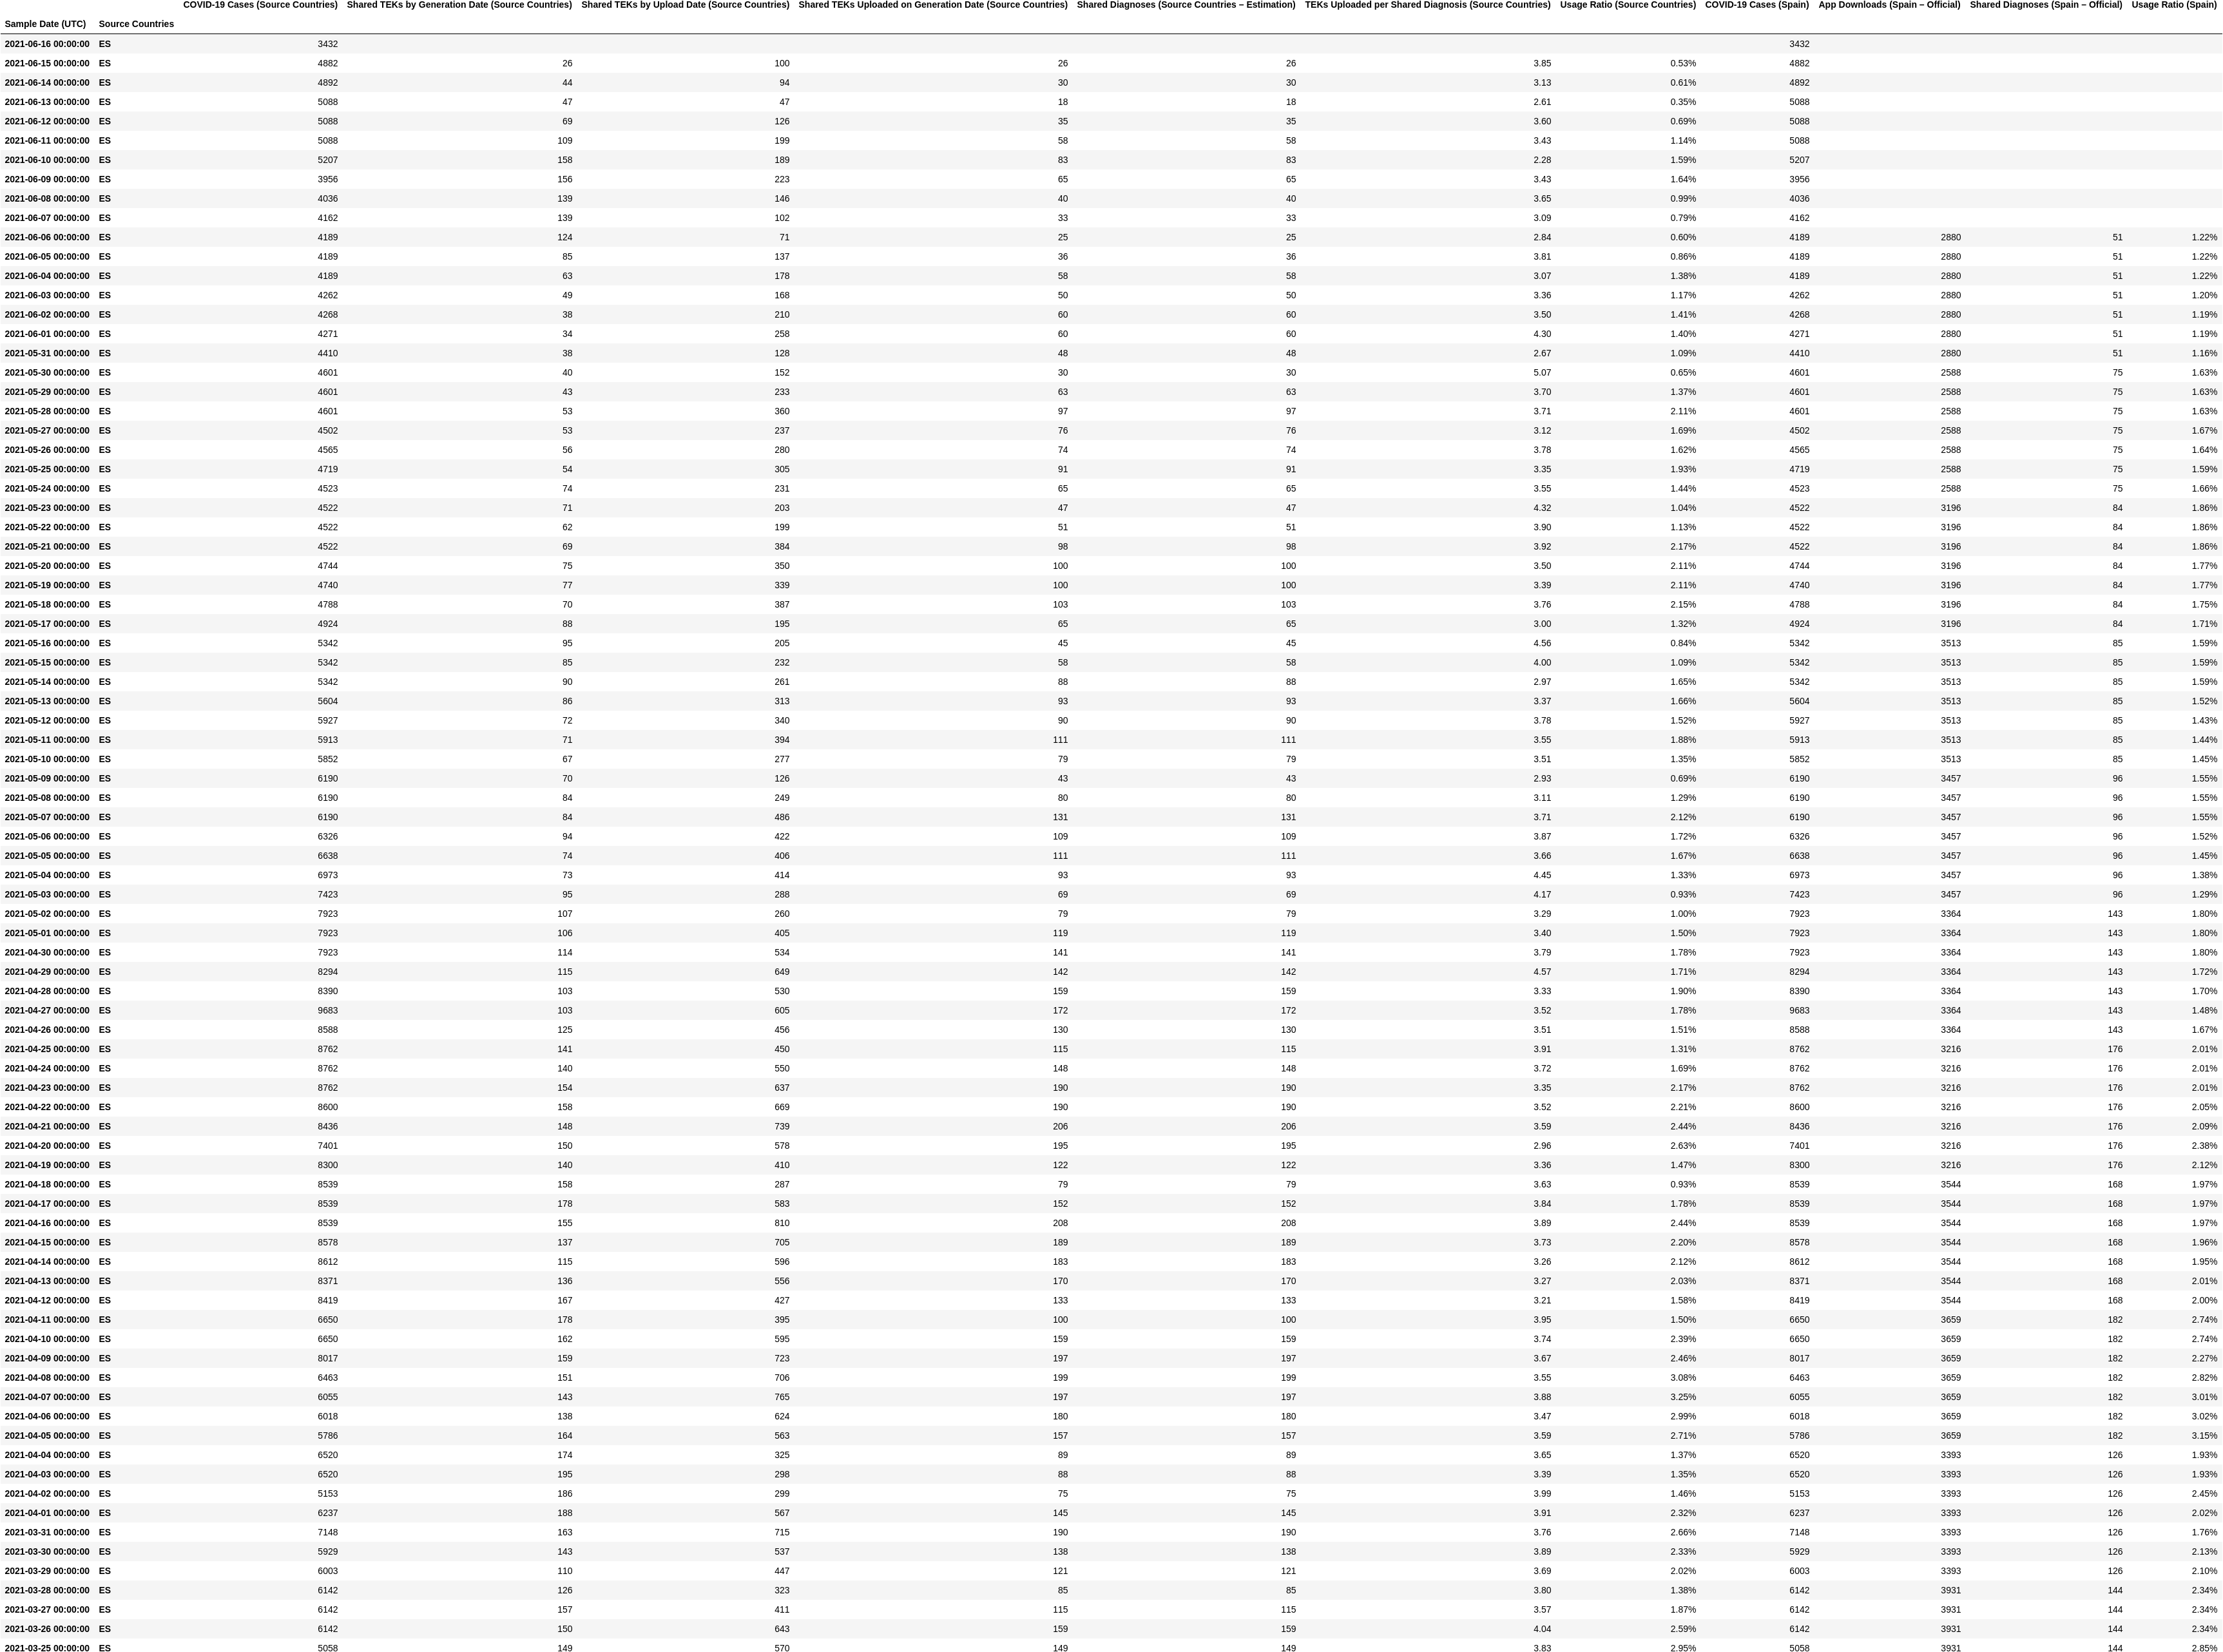 COVID-19 Cases (Source Countries) Shared TEKs by Generation Date (Source Countries) Shared TEKs by Upload Date (Source Countries) Shared TEKs Uploaded on Generation Date (Source Countries) Shared Diagnoses (Source Countries – Estimation) TEKs Uploaded per Shared Diagnosis (Source Countries) Usage Ratio (Source Countries) COVID-19 Cases (Spain) App Downloads (Spain – Official) Shared Diagnoses (Spain – Official) Usage Ratio (Spain)
Sample Date (UTC) Source Countries
2021-06-16 00:00:00 ES 3432 3432
2021-06-15 00:00:00 ES 4882 26 100 26 26 3.85 0.53% 4882
2021-06-14 00:00:00 ES 4892 44 94 30 30 3.13 0.61% 4892
2021-06-13 00:00:00 ES 5088 47 47 18 18 2.61 0.35% 5088
2021-06-12 00:00:00 ES 5088 69 126 35 35 3.60 0.69% 5088
2021-06-11 00:00:00 ES 5088 109 199 58 58 3.43 1.14% 5088
2021-06-10 00:00:00 ES 5207 158 189 83 83 2.28 1.59% 5207
2021-06-09 00:00:00 ES 3956 156 223 65 65 3.43 1.64% 3956
2021-06-08 00:00:00 ES 4036 139 146 40 40 3.65 0.99% 4036
2021-06-07 00:00:00 ES 4162 139 102 33 33 3.09 0.79% 4162
2021-06-06 00:00:00 ES 4189 124 71 25 25 2.84 0.60% 4189 2880 51 1.22%
2021-06-05 00:00:00 ES 4189 85 137 36 36 3.81 0.86% 4189 2880 51 1.22%
2021-06-04 00:00:00 ES 4189 63 178 58 58 3.07 1.38% 4189 2880 51 1.22%
2021-06-03 00:00:00 ES 4262 49 168 50 50 3.36 1.17% 4262 2880 51 1.20%
2021-06-02 00:00:00 ES 4268 38 210 60 60 3.50 1.41% 4268 2880 51 1.19%
2021-06-01 00:00:00 ES 4271 34 258 60 60 4.30 1.40% 4271 2880 51 1.19%
2021-05-31 00:00:00 ES 4410 38 128 48 48 2.67 1.09% 4410 2880 51 1.16%
2021-05-30 00:00:00 ES 4601 40 152 30 30 5.07 0.65% 4601 2588 75 1.63%
2021-05-29 00:00:00 ES 4601 43 233 63 63 3.70 1.37% 4601 2588 75 1.63%
2021-05-28 00:00:00 ES 4601 53 360 97 97 3.71 2.11% 4601 2588 75 1.63%
2021-05-27 00:00:00 ES 4502 53 237 76 76 3.12 1.69% 4502 2588 75 1.67%
2021-05-26 00:00:00 ES 4565 56 280 74 74 3.78 1.62% 4565 2588 75 1.64%
2021-05-25 00:00:00 ES 4719 54 305 91 91 3.35 1.93% 4719 2588 75 1.59%
2021-05-24 00:00:00 ES 4523 74 231 65 65 3.55 1.44% 4523 2588 75 1.66%
2021-05-23 00:00:00 ES 4522 71 203 47 47 4.32 1.04% 4522 3196 84 1.86%
2021-05-22 00:00:00 ES 4522 62 199 51 51 3.90 1.13% 4522 3196 84 1.86%
2021-05-21 00:00:00 ES 4522 69 384 98 98 3.92 2.17% 4522 3196 84 1.86%
2021-05-20 00:00:00 ES 4744 75 350 100 100 3.50 2.11% 4744 3196 84 1.77%
2021-05-19 00:00:00 ES 4740 77 339 100 100 3.39 2.11% 4740 3196 84 1.77%
2021-05-18 00:00:00 ES 4788 70 387 103 103 3.76 2.15% 4788 3196 84 1.75%
2021-05-17 00:00:00 ES 4924 88 195 65 65 3.00 1.32% 4924 3196 84 1.71%
2021-05-16 00:00:00 ES 5342 95 205 45 45 4.56 0.84% 5342 3513 85 1.59%
2021-05-15 00:00:00 ES 5342 85 232 58 58 4.00 1.09% 5342 3513 85 1.59%
2021-05-14 00:00:00 ES 5342 90 261 88 88 2.97 1.65% 5342 3513 85 1.59%
2021-05-13 00:00:00 ES 5604 86 313 93 93 3.37 1.66% 5604 3513 85 1.52%
2021-05-12 00:00:00 ES 5927 72 340 90 90 3.78 1.52% 5927 3513 85 1.43%
2021-05-11 00:00:00 ES 5913 71 394 111 111 3.55 1.88% 5913 3513 85 1.44%
2021-05-10 00:00:00 ES 5852 67 277 79 79 3.51 1.35% 5852 3513 85 1.45%
2021-05-09 00:00:00 ES 6190 70 126 43 43 2.93 0.69% 6190 3457 96 1.55%
2021-05-08 00:00:00 ES 6190 84 249 80 80 3.11 1.29% 6190 3457 96 1.55%
2021-05-07 00:00:00 ES 6190 84 486 131 131 3.71 2.12% 6190 3457 96 1.55%
2021-05-06 00:00:00 ES 6326 94 422 109 109 3.87 1.72% 6326 3457 96 1.52%
2021-05-05 00:00:00 ES 6638 74 406 111 111 3.66 1.67% 6638 3457 96 1.45%
2021-05-04 00:00:00 ES 6973 73 414 93 93 4.45 1.33% 6973 3457 96 1.38%
2021-05-03 00:00:00 ES 7423 95 288 69 69 4.17 0.93% 7423 3457 96 1.29%
2021-05-02 00:00:00 ES 7923 107 260 79 79 3.29 1.00% 7923 3364 143 1.80%
2021-05-01 00:00:00 ES 7923 106 405 119 119 3.40 1.50% 7923 3364 143 1.80%
2021-04-30 00:00:00 ES 7923 114 534 141 141 3.79 1.78% 7923 3364 143 1.80%
2021-04-29 00:00:00 ES 8294 115 649 142 142 4.57 1.71% 8294 3364 143 1.72%
2021-04-28 00:00:00 ES 8390 103 530 159 159 3.33 1.90% 8390 3364 143 1.70%
2021-04-27 00:00:00 ES 9683 103 605 172 172 3.52 1.78% 9683 3364 143 1.48%
2021-04-26 00:00:00 ES 8588 125 456 130 130 3.51 1.51% 8588 3364 143 1.67%
2021-04-25 00:00:00 ES 8762 141 450 115 115 3.91 1.31% 8762 3216 176 2.01%
2021-04-24 00:00:00 ES 8762 140 550 148 148 3.72 1.69% 8762 3216 176 2.01%
2021-04-23 00:00:00 ES 8762 154 637 190 190 3.35 2.17% 8762 3216 176 2.01%
2021-04-22 00:00:00 ES 8600 158 669 190 190 3.52 2.21% 8600 3216 176 2.05%
2021-04-21 00:00:00 ES 8436 148 739 206 206 3.59 2.44% 8436 3216 176 2.09%
2021-04-20 00:00:00 ES 7401 150 578 195 195 2.96 2.63% 7401 3216 176 2.38%
2021-04-19 00:00:00 ES 8300 140 410 122 122 3.36 1.47% 8300 3216 176 2.12%
2021-04-18 00:00:00 ES 8539 158 287 79 79 3.63 0.93% 8539 3544 168 1.97%
2021-04-17 00:00:00 ES 8539 178 583 152 152 3.84 1.78% 8539 3544 168 1.97%
2021-04-16 00:00:00 ES 8539 155 810 208 208 3.89 2.44% 8539 3544 168 1.97%
2021-04-15 00:00:00 ES 8578 137 705 189 189 3.73 2.20% 8578 3544 168 1.96%
2021-04-14 00:00:00 ES 8612 115 596 183 183 3.26 2.12% 8612 3544 168 1.95%
2021-04-13 00:00:00 ES 8371 136 556 170 170 3.27 2.03% 8371 3544 168 2.01%
2021-04-12 00:00:00 ES 8419 167 427 133 133 3.21 1.58% 8419 3544 168 2.00%
2021-04-11 00:00:00 ES 6650 178 395 100 100 3.95 1.50% 6650 3659 182 2.74%
2021-04-10 00:00:00 ES 6650 162 595 159 159 3.74 2.39% 6650 3659 182 2.74%
2021-04-09 00:00:00 ES 8017 159 723 197 197 3.67 2.46% 8017 3659 182 2.27%
2021-04-08 00:00:00 ES 6463 151 706 199 199 3.55 3.08% 6463 3659 182 2.82%
2021-04-07 00:00:00 ES 6055 143 765 197 197 3.88 3.25% 6055 3659 182 3.01%
2021-04-06 00:00:00 ES 6018 138 624 180 180 3.47 2.99% 6018 3659 182 3.02%
2021-04-05 00:00:00 ES 5786 164 563 157 157 3.59 2.71% 5786 3659 182 3.15%
2021-04-04 00:00:00 ES 6520 174 325 89 89 3.65 1.37% 6520 3393 126 1.93%
2021-04-03 00:00:00 ES 6520 195 298 88 88 3.39 1.35% 6520 3393 126 1.93%
2021-04-02 00:00:00 ES 5153 186 299 75 75 3.99 1.46% 5153 3393 126 2.45%
2021-04-01 00:00:00 ES 6237 188 567 145 145 3.91 2.32% 6237 3393 126 2.02%
2021-03-31 00:00:00 ES 7148 163 715 190 190 3.76 2.66% 7148 3393 126 1.76%
2021-03-30 00:00:00 ES 5929 143 537 138 138 3.89 2.33% 5929 3393 126 2.13%
2021-03-29 00:00:00 ES 6003 110 447 121 121 3.69 2.02% 6003 3393 126 2.10%
2021-03-28 00:00:00 ES 6142 126 323 85 85 3.80 1.38% 6142 3931 144 2.34%
2021-03-27 00:00:00 ES 6142 157 411 115 115 3.57 1.87% 6142 3931 144 2.34%
2021-03-26 00:00:00 ES 6142 150 643 159 159 4.04 2.59% 6142 3931 144 2.34%
2021-03-25 00:00:00 ES 5058 149 570 149 149 3.83 2.95% 5058 3931 144 2.85%